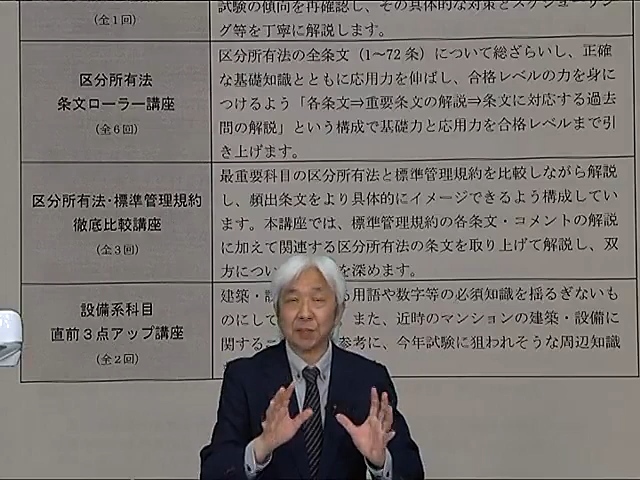 試験の傾向を再確認し、その具体的な対策とスケジューリン
(全1回)
グ等を丁寧に解説します。
区分所有法
条文ローラー講座
(全6回)
区分所有法の全条文(1～72条)について総ざらいし、正確
な基礎知識とともに応用力を伸ばし、合格レベルの力を身に
つけるよう「各条文⇒重要条文の解説⇒条文に対応する過去
問の解説」という構成で基礎力と応用力を合格レベルまで引
き上げます。
区分所有法・標準管理規約
徹底比較講座
(全3回)
最重要科目の区分所有法と標準管理規約を比較しながら解説
し、頻出条文をより具体的にイメージできるよう構成してい
ます。本講座では、標準管理規約の各条文・コメントの解説
に加えて関連する区分所有法の条文を取り上げて解説し、双
方につい を深めます。
設備系科目
直前3点アップ講座
(全2回)
建築・ 用語や数字等の必須知識を揺るぎないも
のにして また、近時のマンションの建築・設備に
関する 参考に、今年試験に狙われそうな周辺知識